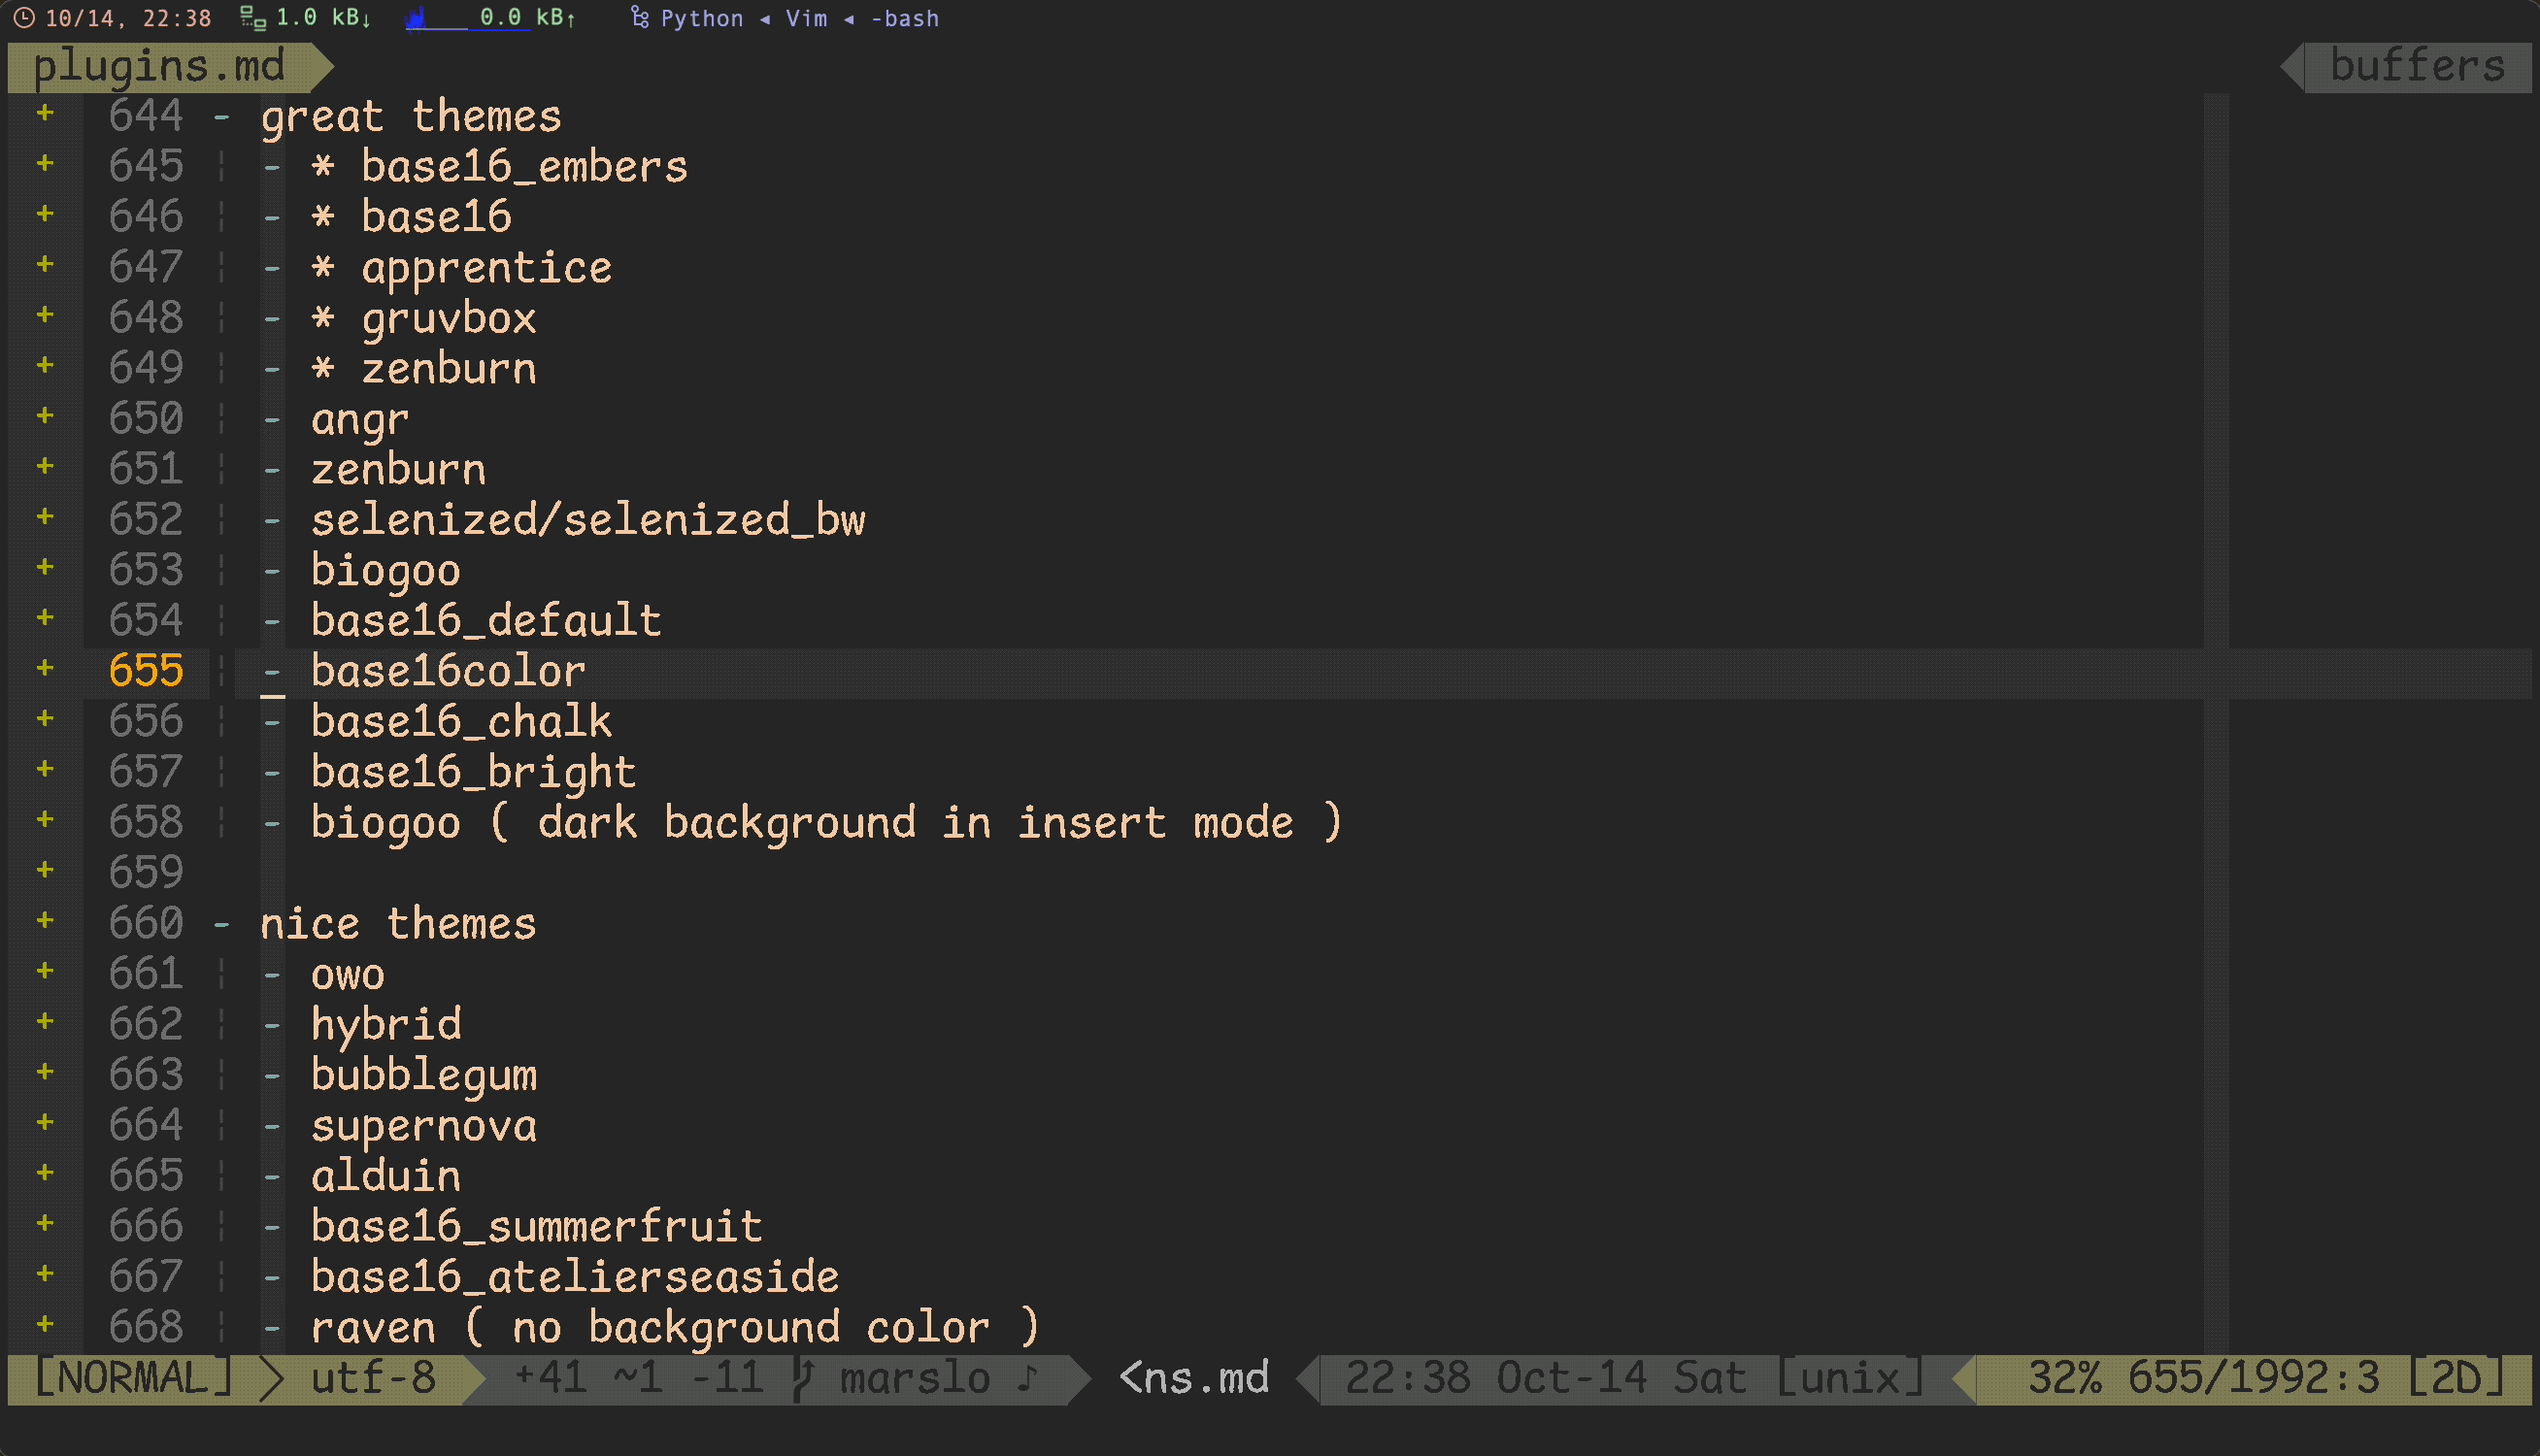 10/14, 22:38 1.0 kB↓ 0.0 kB↑ Python ◂ Vim ◂ -bash
plugins.md buffers
+ 644 - great themes
+ 645 ¦ - * base16_embers
+ 646 ¦ - * base16
+ 647 ¦ - * apprentice
+ 648 ¦ - * gruvbox
+ 649 ¦ - * zenburn
+ 650 ¦ - angr
+ 651 ¦ - zenburn
+ 652 ¦ - selenized/selenized_bw
+ 653 ¦ - biogoo
+ 654 ¦ - base16_default
+ 655 ¦ - base16color
+ 656 ¦ - base16_chalk
+ 657 ¦ - base16_bright
+ 658 ¦ - biogoo ( dark background in insert mode )
+ 659
+ 660 - nice themes
+ 661 ¦ - owo
+ 662 ¦ - hybrid
+ 663 ¦ - bubblegum
+ 664 ¦ - supernova
+ 665 ¦ - alduin
+ 666 ¦ - base16_summerfruit
+ 667 ¦ - base16_atelierseaside
+ 668 ¦ - raven ( no background color )
[NORMAL] utf-8 +41 ~1 -11 marslo ♪ <ns.md 22:38 Oct-14 Sat [unix] 32% 655/1992:3 [2D]